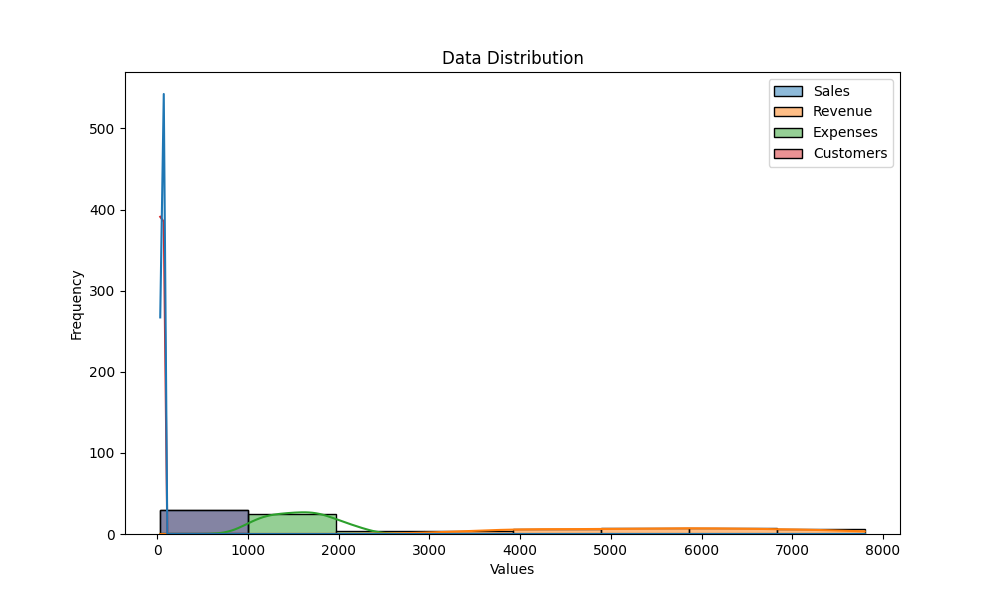 Data Distribution
Sales
Revenue
Expenses
Customers
500
400
300
200
100
0
Frequency
0 1000 2000 3000 4000 5000 6000 7000 8000
Values